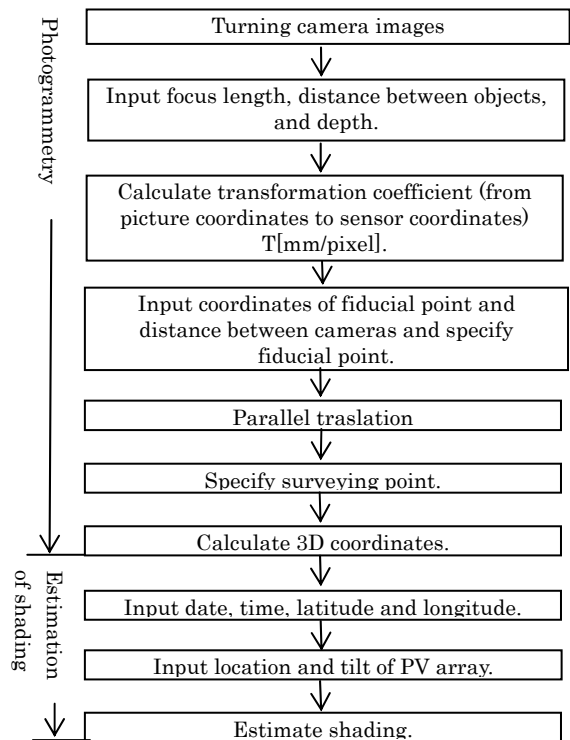 Photogrammetry
Turning camera images
Input focus length, distance between objects,
and depth.
Calculate transformation coefficient (from
picture coordinates to sensor coordinates)
T[mm/pixel].
Input coordinates of fiducial point and
distance between cameras and specify
fiducial point.
Parallel traslation
Specify surveying point.
Calculate 3D coordinates.
Estimation
of shading
Input date, time, latitude and longitude.
Input location and tilt of PV array.
Estimate shading.